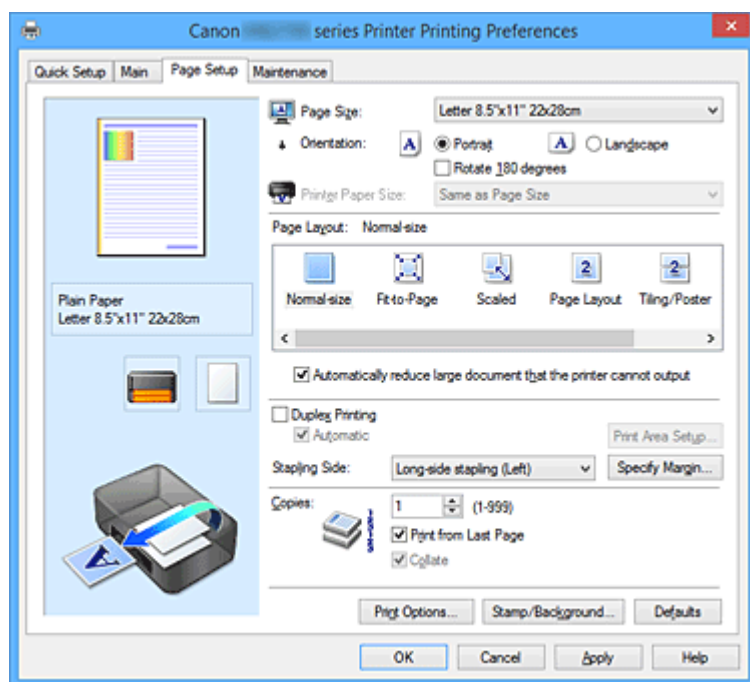 Canon series Printer Printing Preferences
Quick Setup Main Page Setup Maintenance
Page Size: Letter 8.5"x11" 22x28cm
Orientation: A Portrait A Landscape
Rotate 180 degrees
Printer Paper Size: Same as Page Size
Page Layout: Normal-size
2 2
Normal-size Fit-to-Page Scaled Page Layout Tiling/Poster
Plain Paper
Letter 8.5"x11" 22x28cm
Automatically reduce large document that the printer cannot output
Duplex Printing
Automatic
Print Area Setup...
Stapling Side: Long-side stapling (Left) Specify Margin...
Copies: 1 (1-999)
Print from Last Page
Collate
A
Print Options... Stamp/Background... Defaults
OK Cancel Apply Help